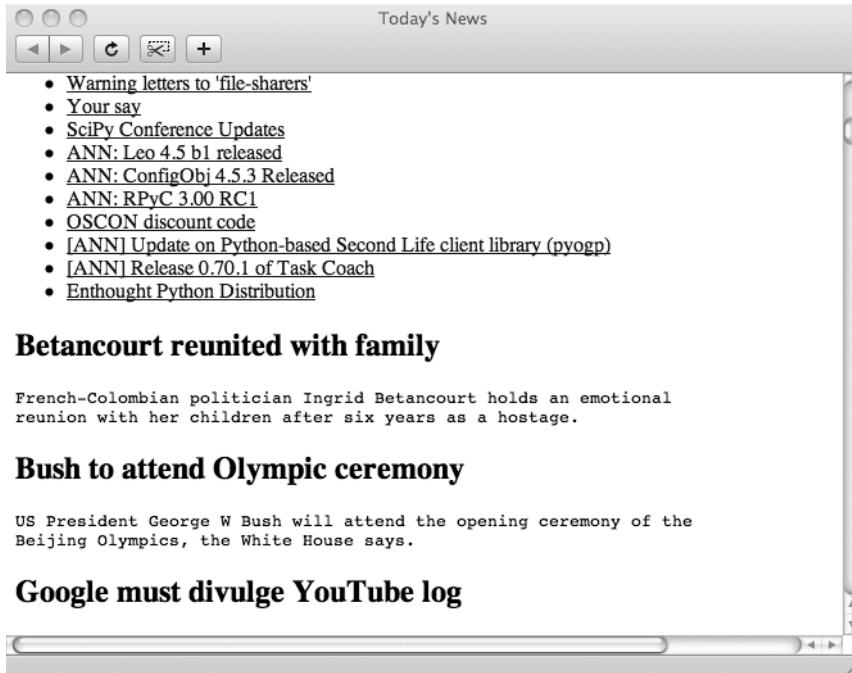 Today's News
Warning letters to 'file-sharers'
Your say
SciPy Conference Updates
ANN: Leo 4.5 b1 released
ANN: ConfigObj 4.5.3 Released
ANN: RPyC 3.00 RC1
OSCON discount code
[ANN] Update on Python-based Second Life client library (pyogp)
[ANN] Release 0.70.1 of Task Coach
Enthought Python Distribution
Betancourt reunited with family
French-Colombian politician Ingrid Betancourt holds an emotional
reunion with her children after six years as a hostage.
Bush to attend Olympic ceremony
US President George W Bush will attend the opening ceremony of the
Beijing Olympics, the White House says.
Google must divulge YouTube log